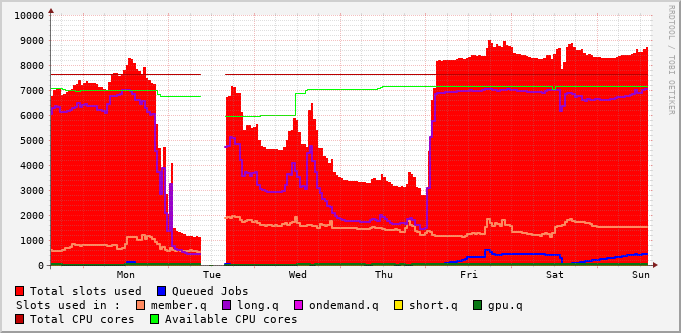 RRDTOOL / TOBI OETIKER
10000
9000
8000
7000
6000
5000
4000
3000
2000
1000
0
Mon Tue Wed Thu Fri Sat Sun
Total slots used Queued Jobs
Slots used in : member.q long.q ondemand.q short.q gpu.q
Total CPU cores Available CPU cores